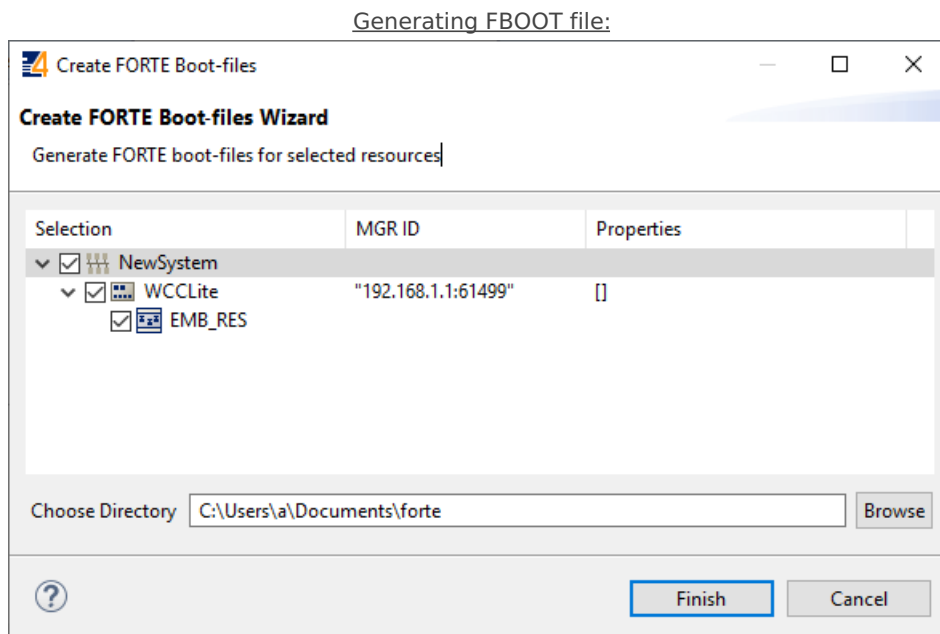 Generating FBOOT file:
Create FORTE Boot-files
Create FORTE Boot-files Wizard
Generate FORTE boot-files for selected resources
Selection MGR ID Properties
NewSystem
WCCLite "192.168.1.1:61499" []
EMB_RES
Choose Directory C:\Users\a\Documents\forte Browse
? Finish Cancel